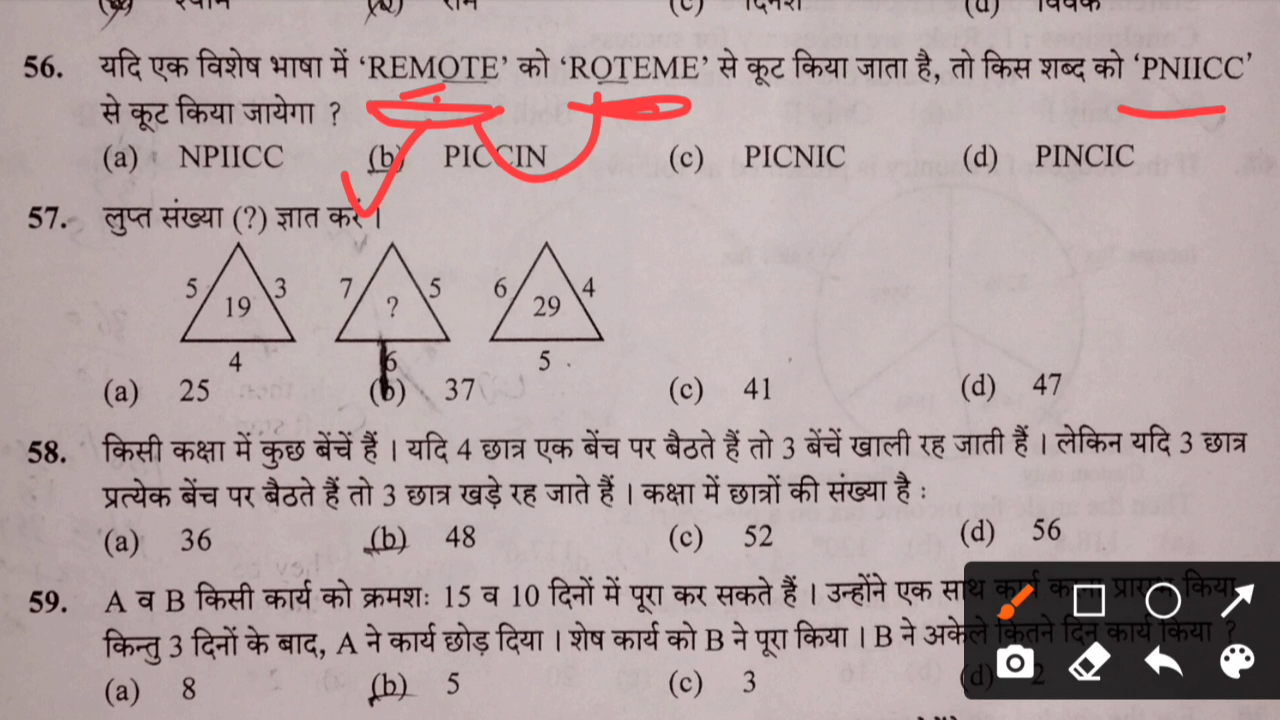 (a) श्याम (b) राम (c) दिनेश (d) विवेक
56. यदि एक विशेष भाषा में ‘REMOTE’ को ‘ROTEME’ से कूट किया जाता है, तो किस शब्द को ‘PNIICC’
से कूट किया जायेगा ?
(a) NPIICC (b) PICCIN (c) PICNIC (d) PINCIC
57. लुप्त संख्या (?) ज्ञात करें।
5 19 3 7 ? 5 6 29 4
4 6 5
(a) 25 (b) 37 (c) 41 (d) 47
58. किसी कक्षा में कुछ बेंचें हैं। यदि 4 छात्र एक बेंच पर बैठते हैं तो 3 बेंचें खाली रह जाती हैं। लेकिन यदि 3 छात्र
प्रत्येक बेंच पर बैठते हैं तो 3 छात्र खड़े रह जाते हैं। कक्षा में छात्रों की संख्या है :
(a) 36 (b) 48 (c) 52 (d) 56
59. A व B किसी कार्य को क्रमशः 15 व 10 दिनों में पूरा कर सकते हैं। उन्होंने एक साथ कार्य करना प्रारम्भ किया
किन्तु 3 दिनों के बाद, A ने कार्य छोड़ दिया। शेष कार्य को B ने पूरा किया। B ने अकेले कितने दिन कार्य किया ?
(a) 8 (b) 5 (c) 3 (d) 2